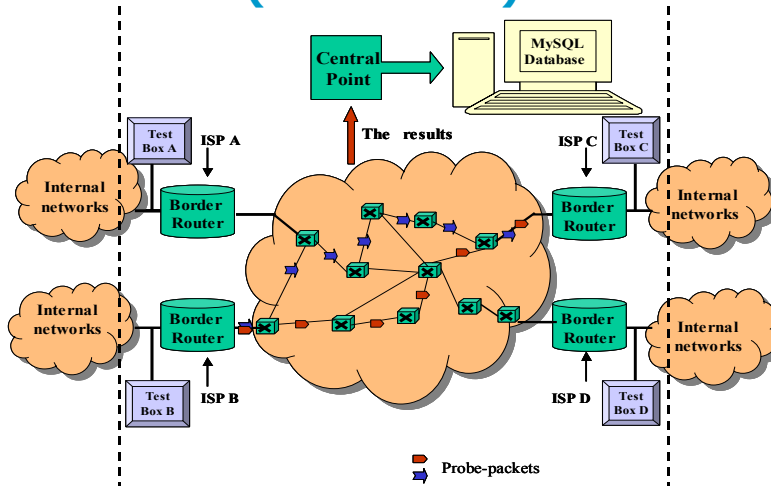 Central
Point
MySQL
Database
The results
Test
Box A
ISP A
ISP C
Test
Box C
Internal
networks
Border
Router
Border
Router
Internal
networks
Internal
networks
Border
Router
Border
Router
Internal
networks
Test
Box B
ISP B
ISP D
Test
Box D
Probe-packets